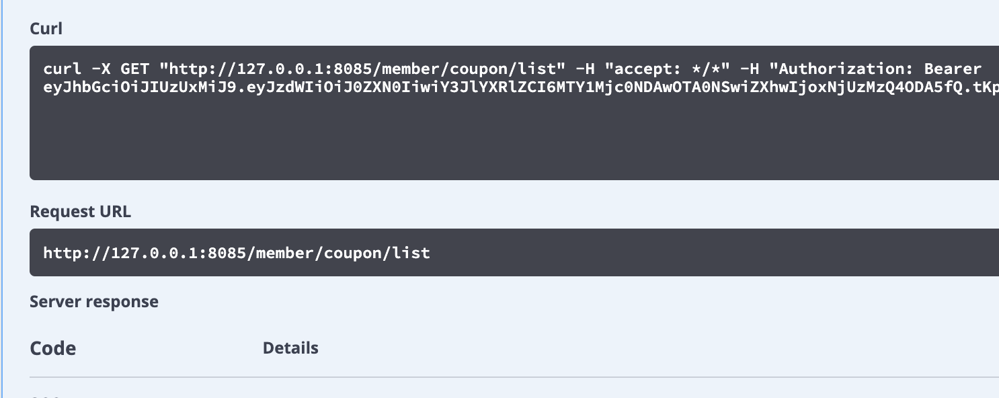 Curl
curl -X GET "http://127.0.0.1:8085/member/coupon/list" -H "accept: */*" -H "Authorization: Bearer
eyJhbGciOiJIUzUxMiJ9.eyJzdWIiOiJ0ZXN0IiwiY3JlYXRlZCI6MTY1Mjc0NDAwOTA0NSwiZXhwIjoxNjUzMzQ4ODA5fQ.tKp
Request URL
http://127.0.0.1:8085/member/coupon/list
Server response
Code Details